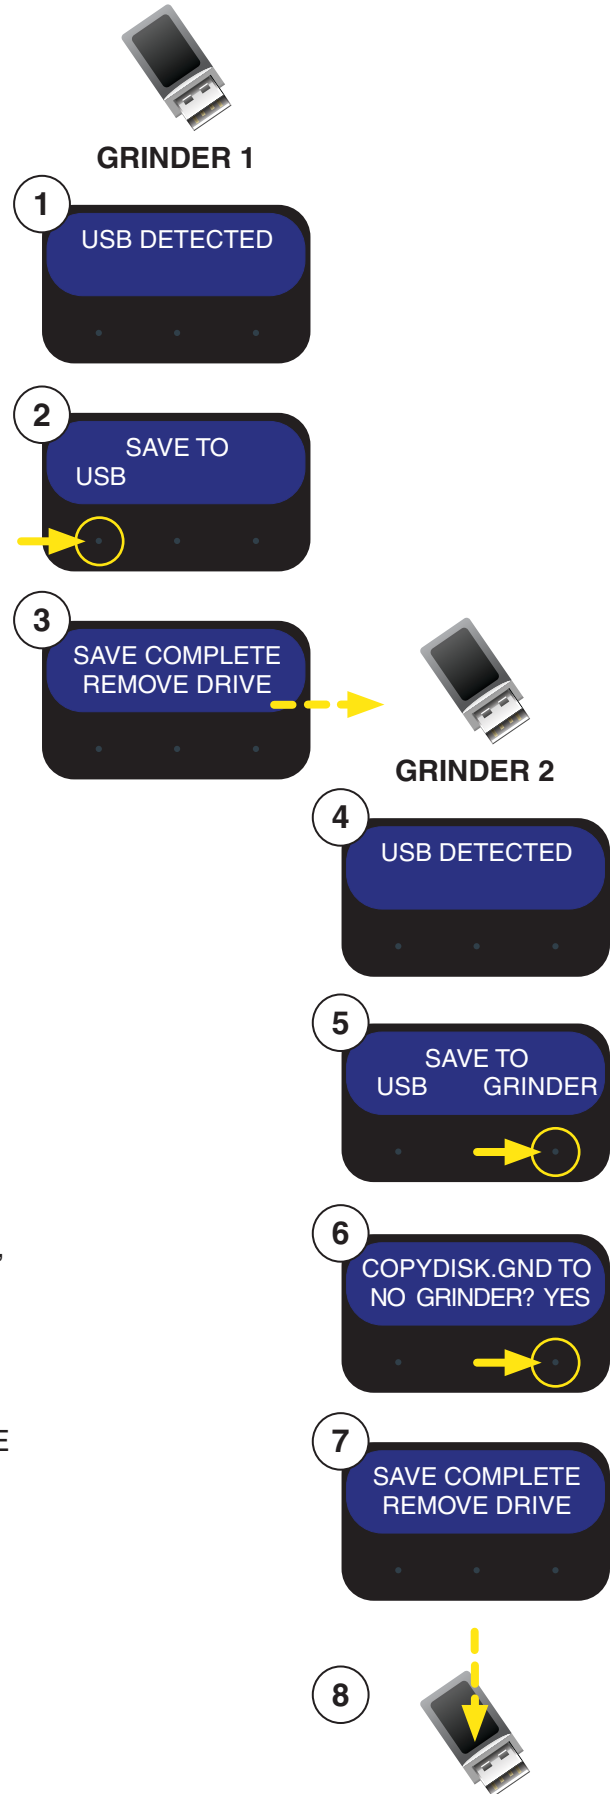 GRINDER 1
1
USB DETECTED
2
SAVE TO
USB
3
SAVE COMPLETE
REMOVE DRIVE
GRINDER 2
4
USB DETECTED
5
SAVE TO
USB GRINDER
6
,
COPYDISK.GND TO
NO GRINDER? YES
E
7
SAVE COMPLETE
REMOVE DRIVE
8